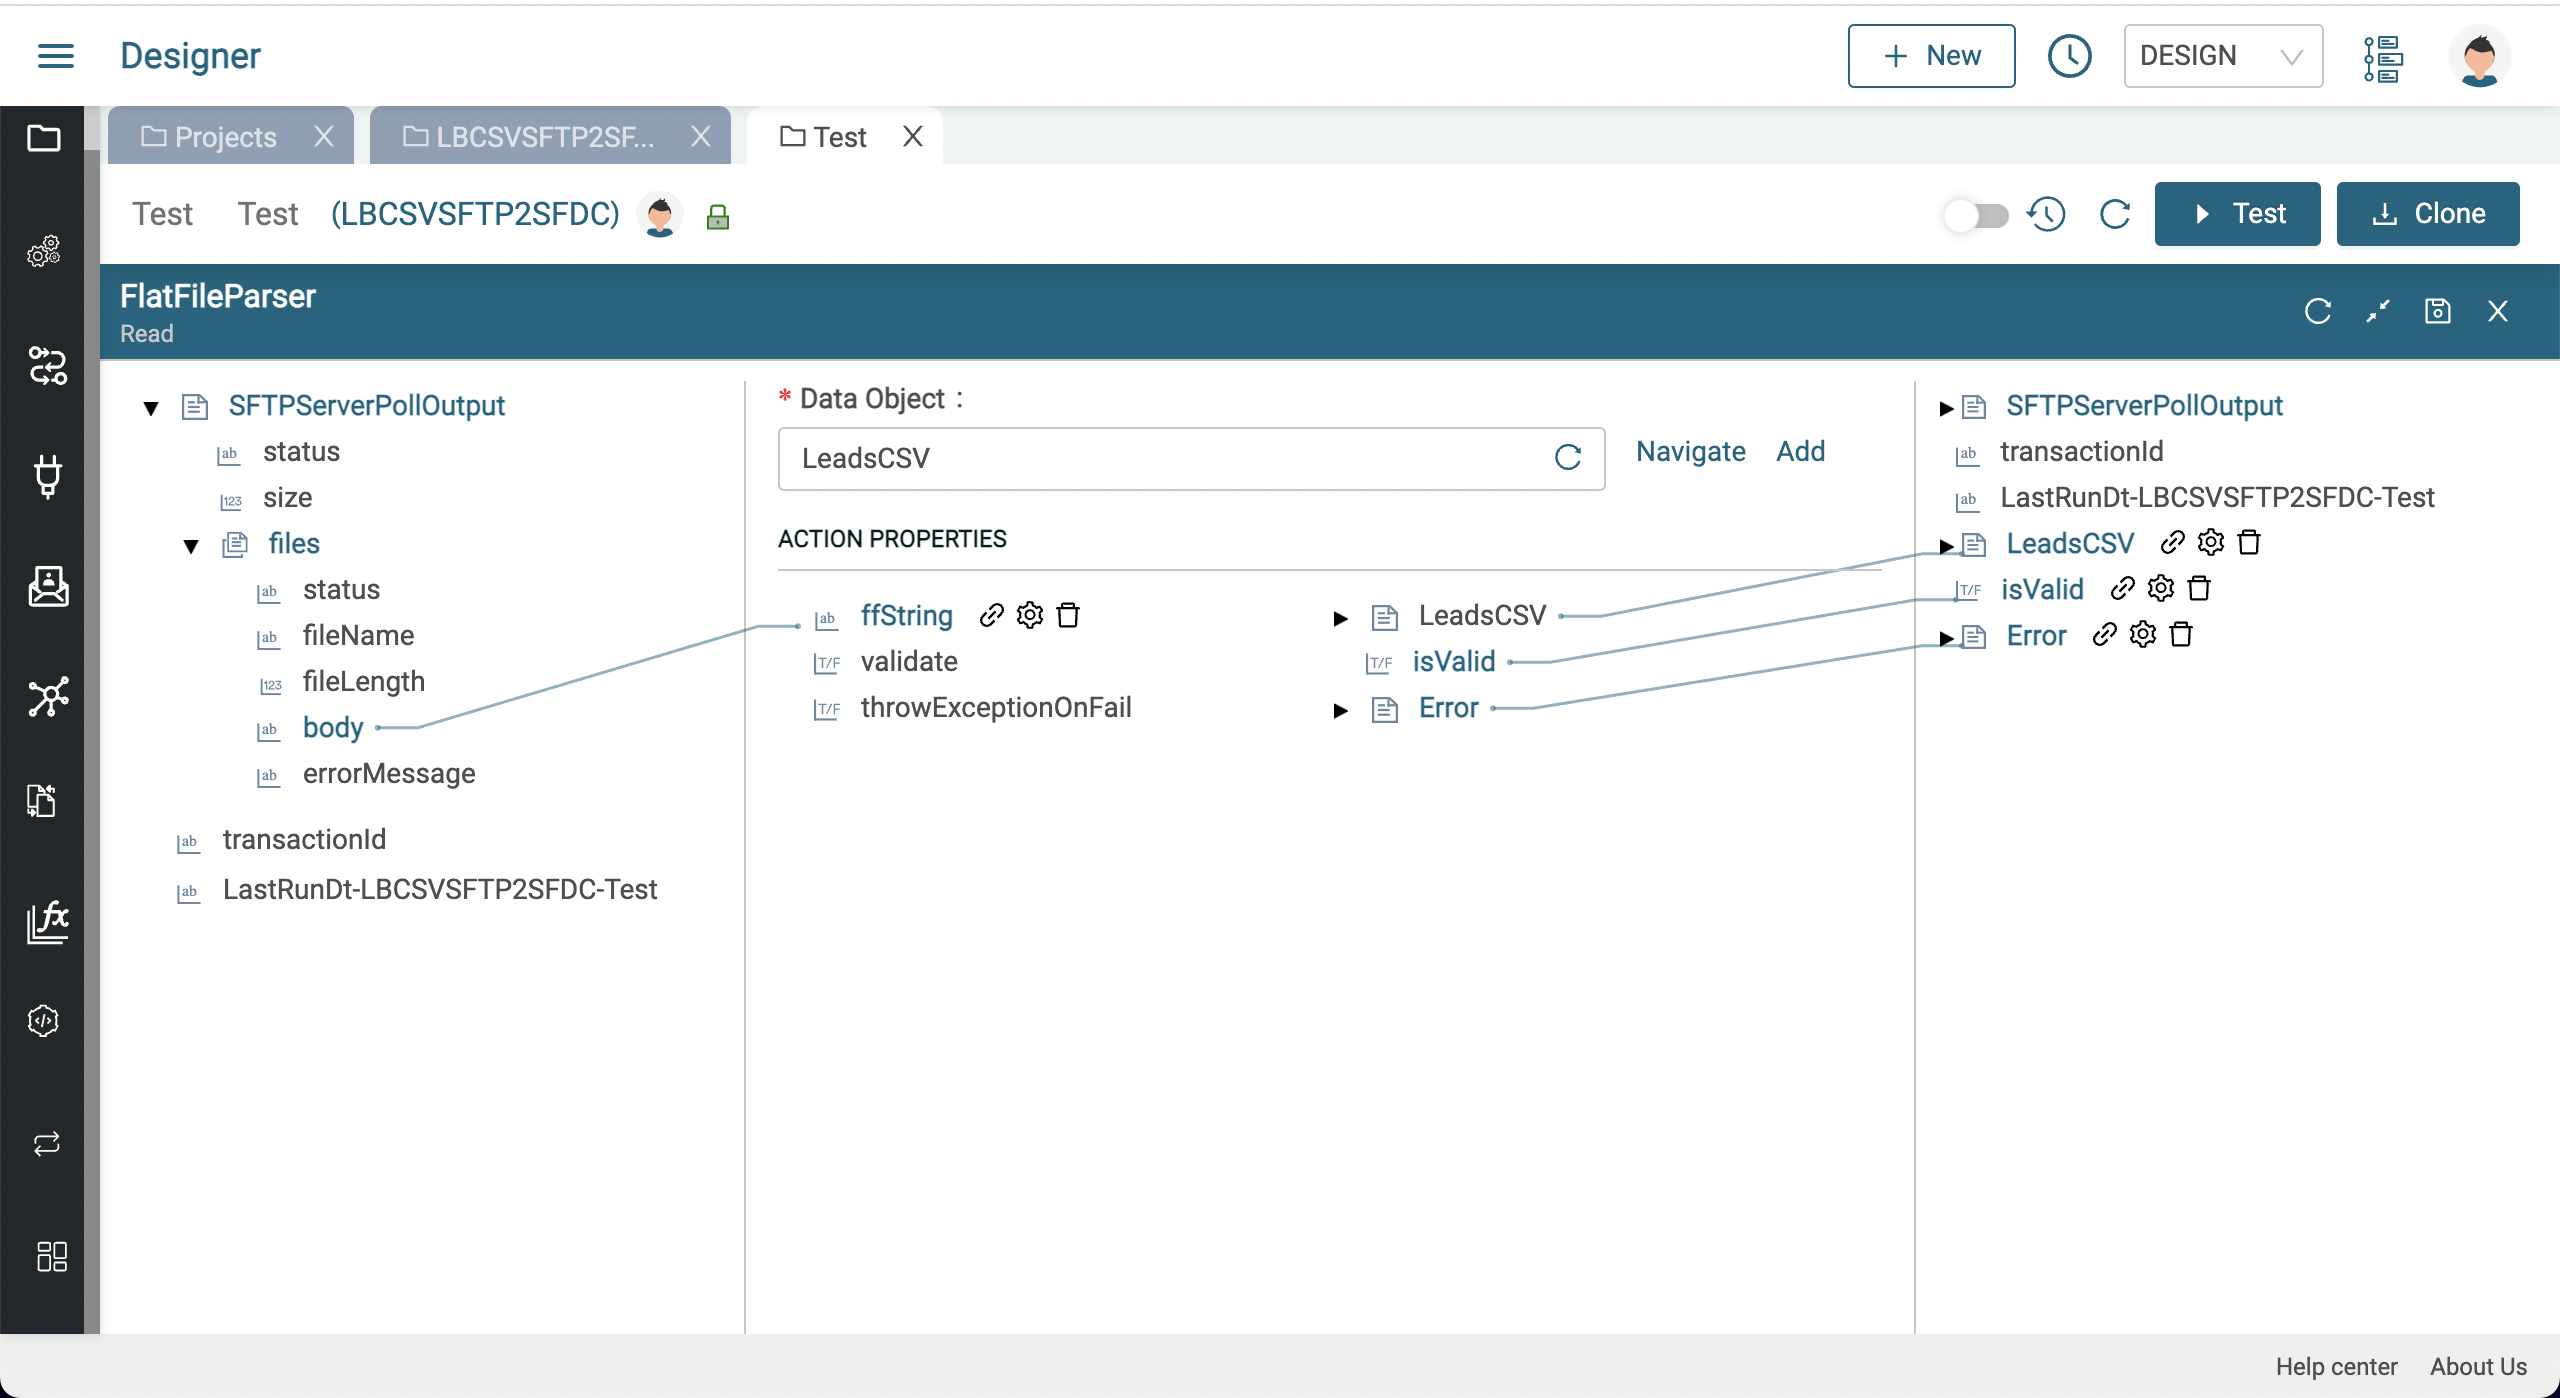 Designer
New
DESIGN
Projects
LBCSVSFTP2SF...
Test
Test Test (LBCSVSFTP2SFDC)
Test
Clone
FlatFileParser
Read
SFTPServerPollOutput
ab status
123 size
files
ab status
ab fileName
123 fileLength
ab body
ab errorMessage
ab transactionId
ab LastRunDt-LBCSVSFTP2SFDC-Test
* Data Object :
LeadsCSV
Navigate Add
ACTION PROPERTIES
ab ffString
T/F validate
T/F throwExceptionOnFail
LeadsCSV
T/F isValid
Error
SFTPServerPollOutput
ab transactionId
ab LastRunDt-LBCSVSFTP2SFDC-Test
LeadsCSV
T/F isValid
Error
Help center About Us